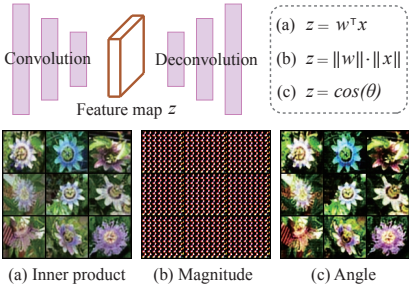 Convolution
Deconvolution
Feature map z
(a) z = wᵀx
(b) z = ||w||·||x||
(c) z = cos(θ)
(a) Inner product
(b) Magnitude
(c) Angle